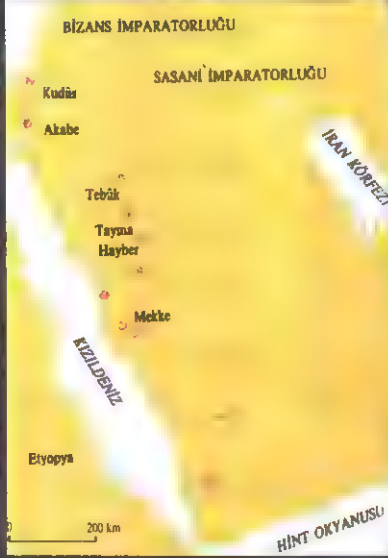 BİZANS İMPARATORLUĞU
SASANİ İMPARATORLUĞU
Kudüs
Akabe
İRAN KÖRFEZİ
Tebük
Tayma
Hayber
Mekke
KIZILDENİZ
Etyopya
0 200 km
HİNT OKYANUSU